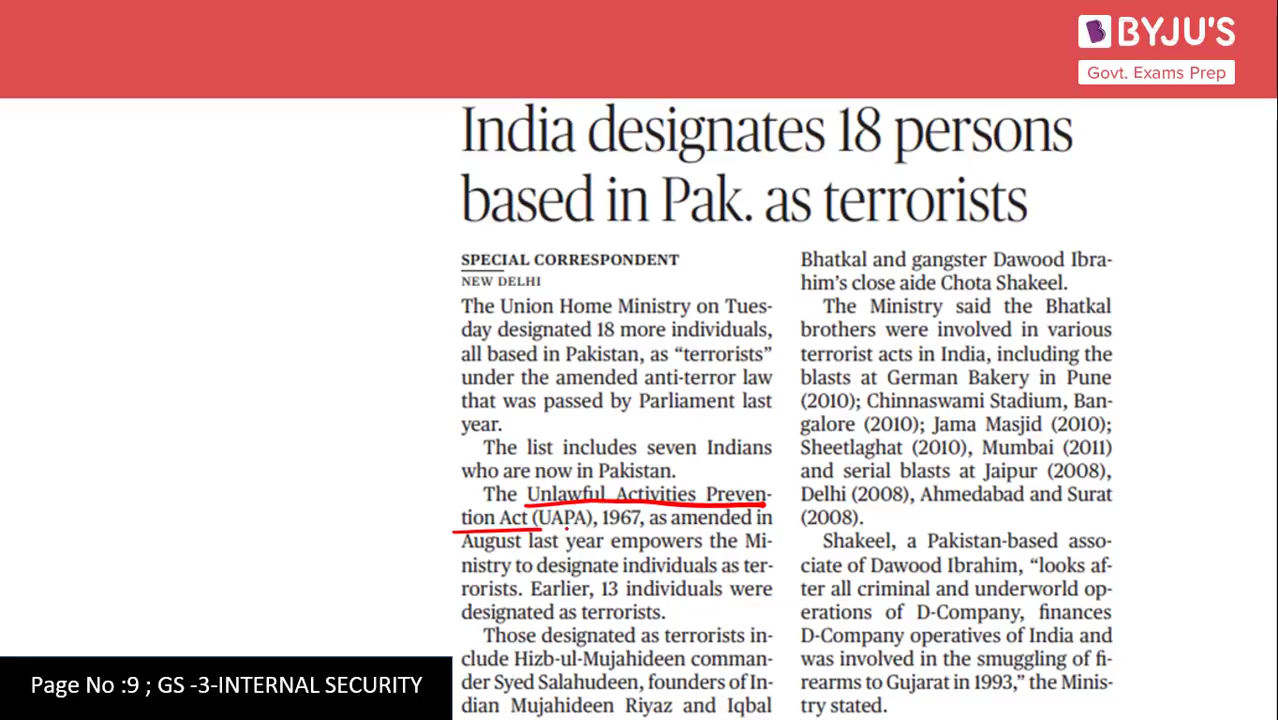 BYJU'S
Govt. Exams Prep
India designates 18 persons
based in Pak. as terrorists
SPECIAL CORRESPONDENT
NEW DELHI
The Union Home Ministry on Tues-
day designated 18 more individuals,
all based in Pakistan, as “terrorists”
under the amended anti-terror law
that was passed by Parliament last
year.
The list includes seven Indians
who are now in Pakistan.
The Unlawful Activities Preven-
tion Act (UAPA), 1967, as amended in
August last year empowers the Mi-
nistry to designate individuals as ter-
rorists. Earlier, 13 individuals were
designated as terrorists.
Those designated as terrorists in-
clude Hizb-ul-Mujahideen comman-
der Syed Salahudeen, founders of In-
dian Mujahideen Riyaz and Iqbal
Bhatkal and gangster Dawood Ibra-
him’s close aide Chota Shakeel.
The Ministry said the Bhatkal
brothers were involved in various
terrorist acts in India, including the
blasts at German Bakery in Pune
(2010); Chinnaswami Stadium, Ban-
galore (2010); Jama Masjid (2010);
Sheetlaghat (2010), Mumbai (2011)
and serial blasts at Jaipur (2008),
Delhi (2008), Ahmedabad and Surat
(2008).
Shakeel, a Pakistan-based asso-
ciate of Dawood Ibrahim, “looks af-
ter all criminal and underworld op-
erations of D-Company, finances
D-Company operatives of India and
was involved in the smuggling of fi-
rearms to Gujarat in 1993,” the Minis-
try stated.
Page No :9 ; GS -3-INTERNAL SECURITY